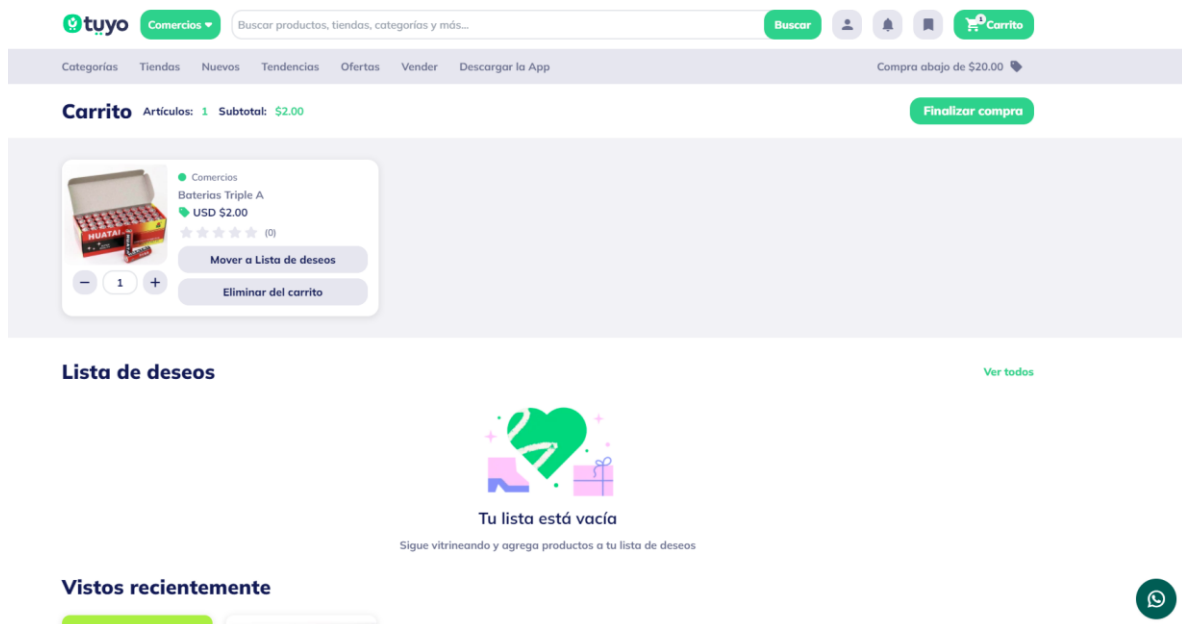 tuyo
Comercios
Buscar productos, tiendas, categorías y más...
Buscar
1
Carrito
Categorías Tiendas Nuevos Tendencias Ofertas Vender Descargar la App
Compra abajo de $20.00
Carrito Artículos: 1 Subtotal: $2.00
Finalizar compra
Comercios
Baterias Triple A
USD $2.00
(0)
HUATAI
Mover a Lista de deseos
− 1 +
Eliminar del carrito
Lista de deseos
Ver todos
Tu lista está vacía
Sigue vitrineando y agrega productos a tu lista de deseos
Vistos recientemente